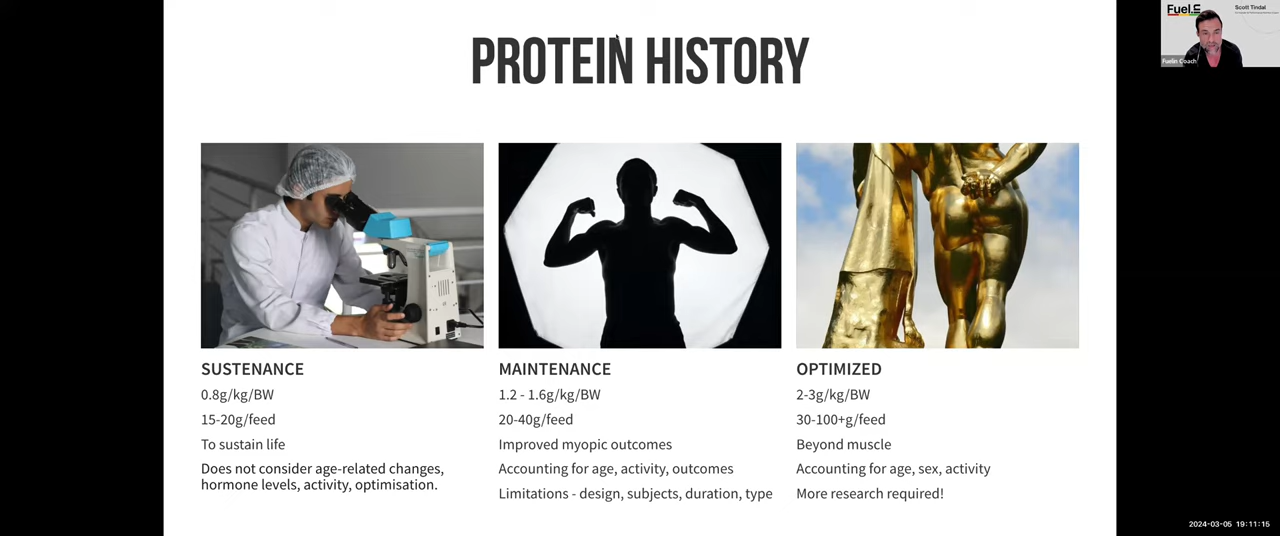 PROTEIN HISTORY
SUSTENANCE
0.8g/kg/BW
15-20g/feed
To sustain life
Does not consider age-related changes,
hormone levels, activity, optimisation.
MAINTENANCE
1.2 - 1.6g/kg/BW
20-40g/feed
Improved myopic outcomes
Accounting for age, activity, outcomes
Limitations - design, subjects, duration, type
OPTIMIZED
2-3g/kg/BW
30-100+g/feed
Beyond muscle
Accounting for age, sex, activity
More research required!
Fuelin
Scott Tindal
Fuelin Coach
2024-03-05 19:11:15